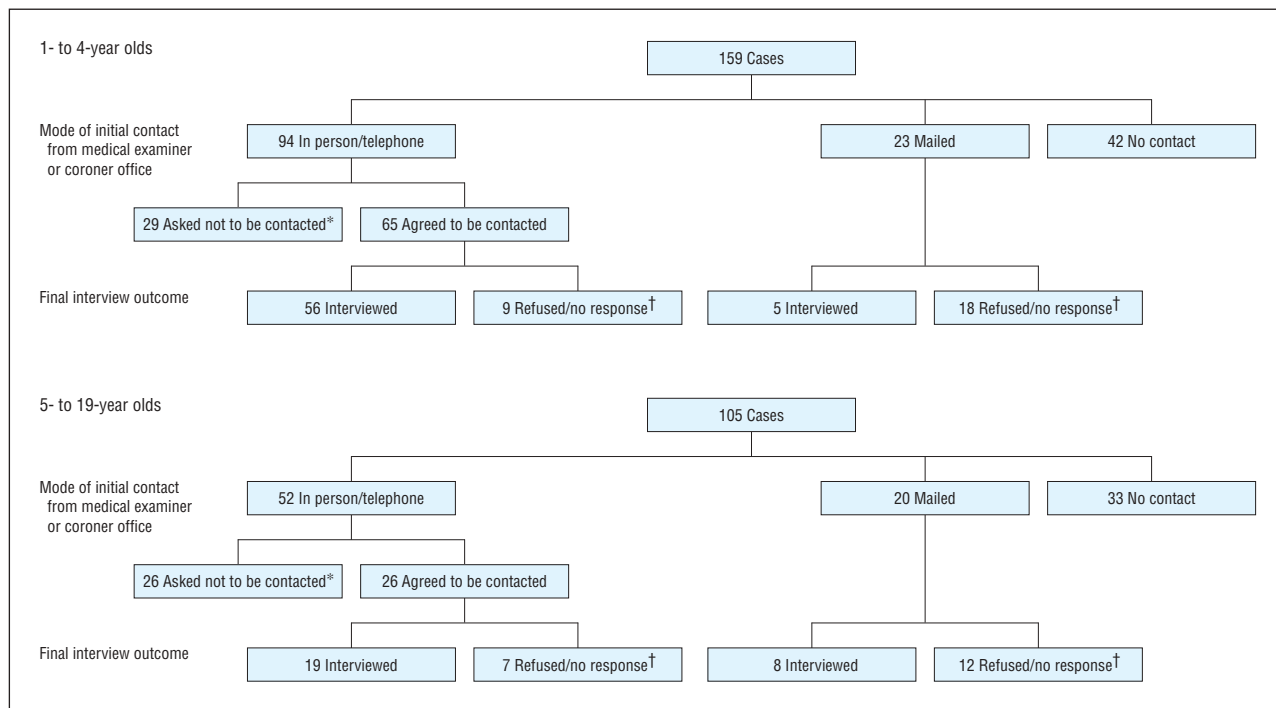 1- to 4-year olds
159 Cases
Mode of initial contact
from medical examiner
or coroner office
94 In person/telephone
23 Mailed
42 No contact
29 Asked not to be contacted*
65 Agreed to be contacted
Final interview outcome
56 Interviewed
9 Refused/no response†
5 Interviewed
18 Refused/no response†
5- to 19-year olds
105 Cases
Mode of initial contact
from medical examiner
or coroner office
52 In person/telephone
20 Mailed
33 No contact
26 Asked not to be contacted*
26 Agreed to be contacted
Final interview outcome
19 Interviewed
7 Refused/no response†
8 Interviewed
12 Refused/no response†